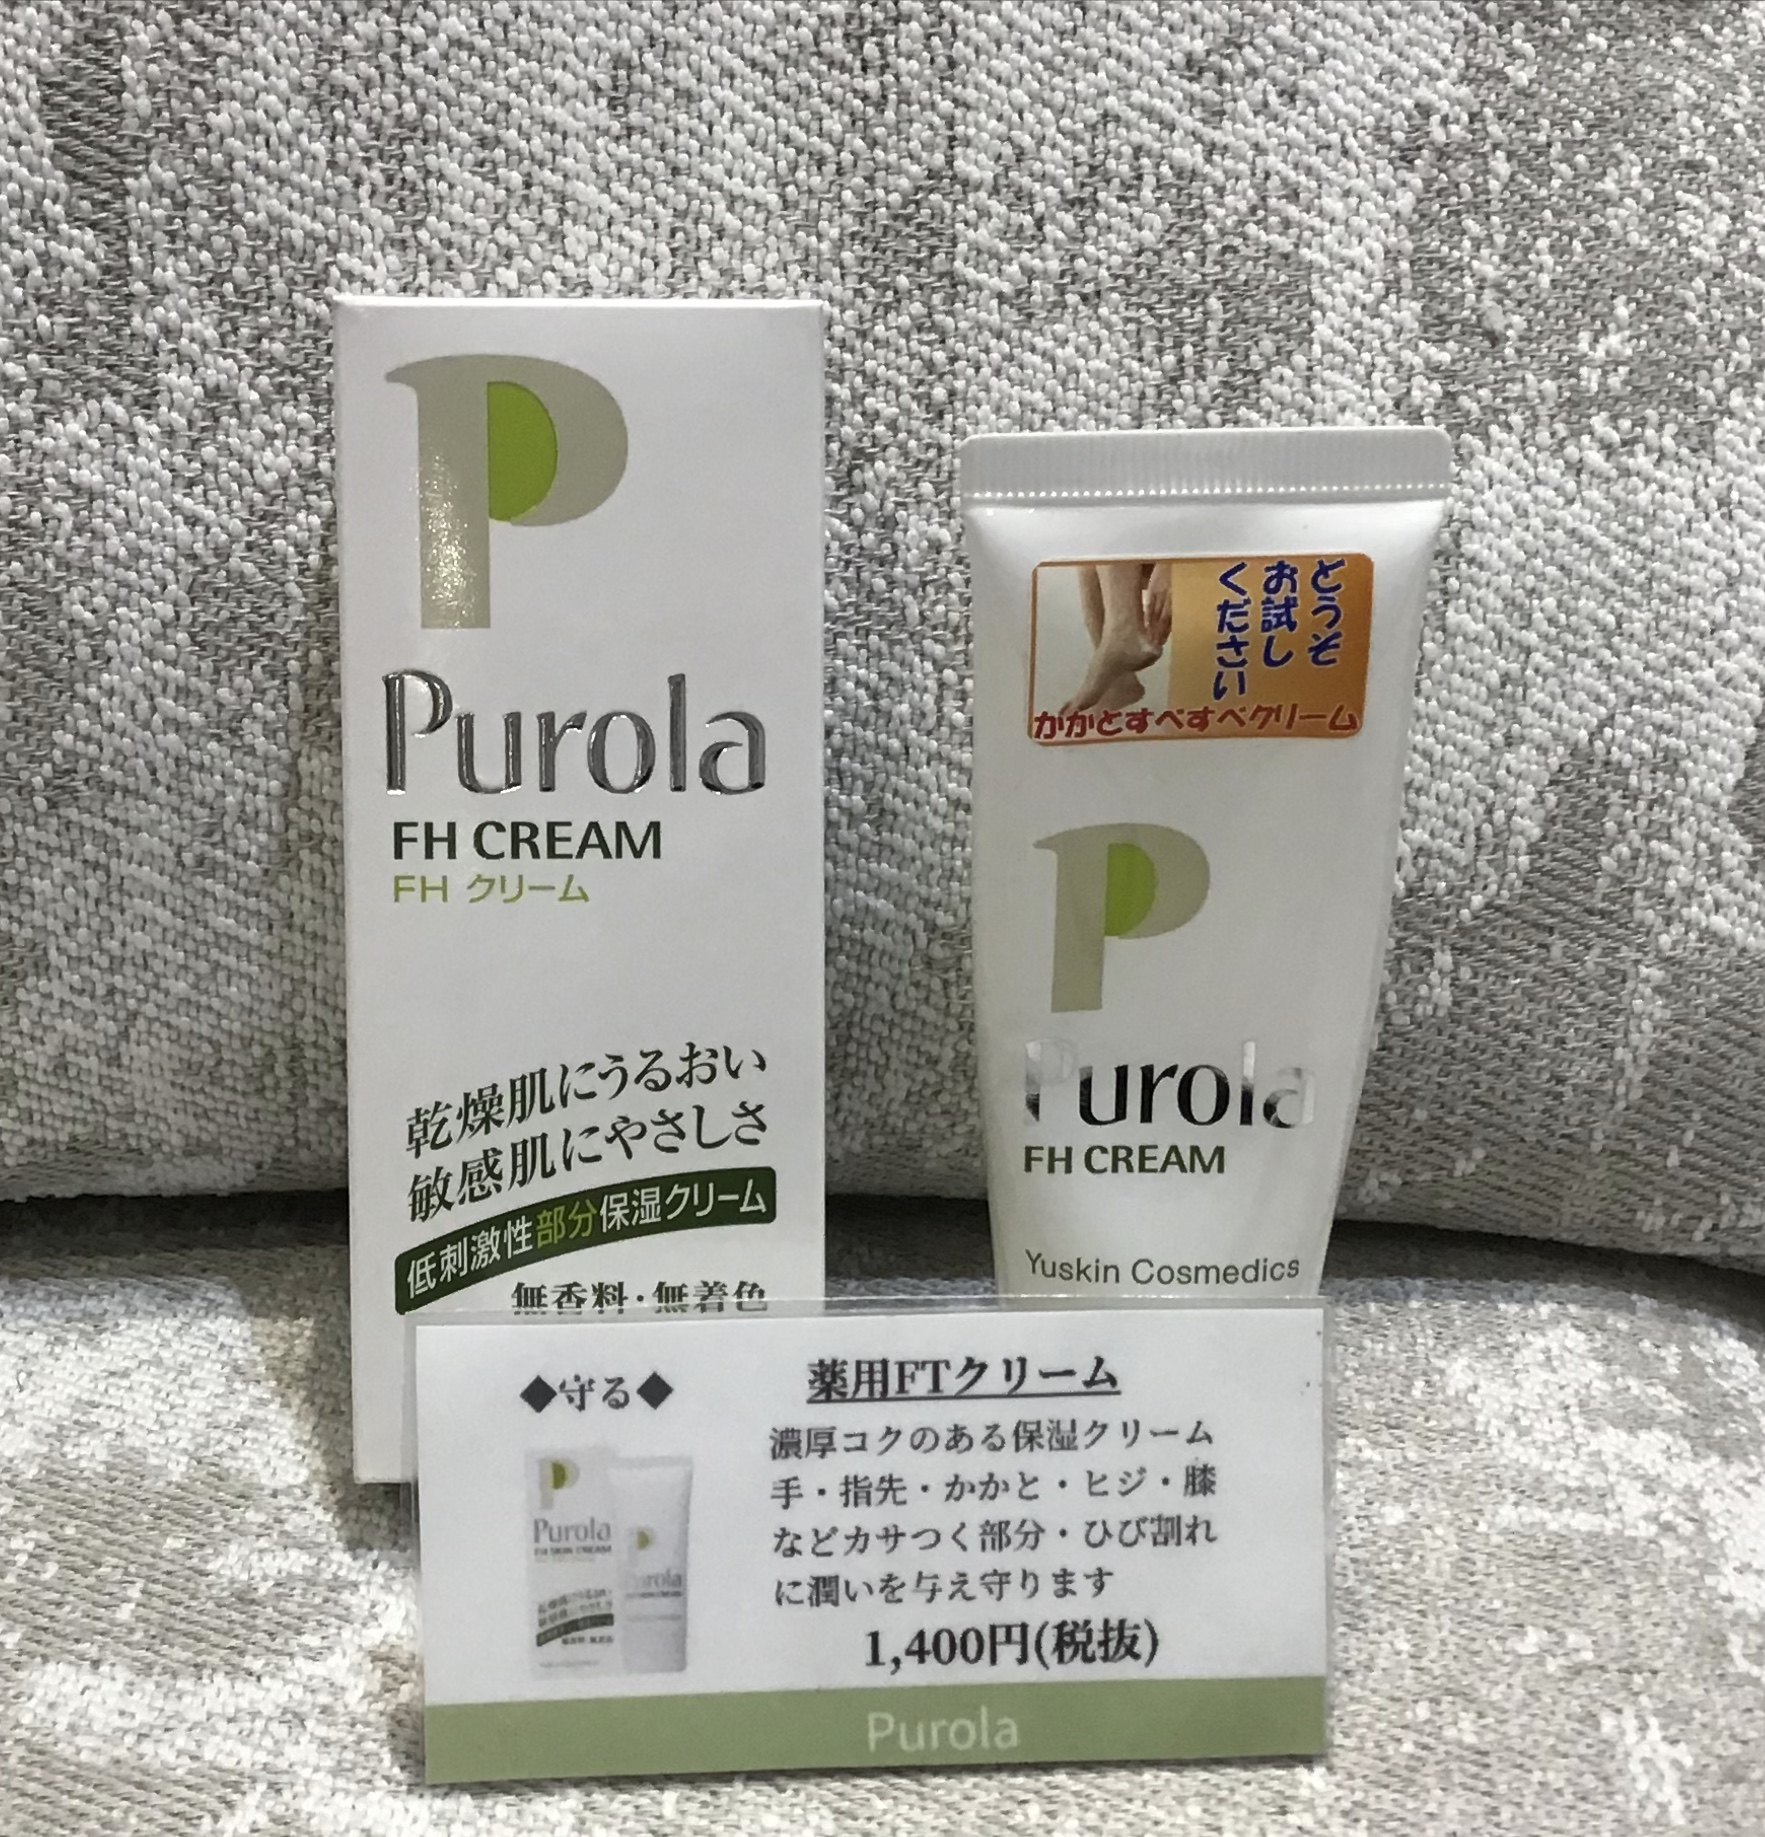 Purola
FH CREAM
FH クリーム
乾燥肌にうるおい
敏感肌にやさしさ
低刺激性部分保湿クリーム
無香料・無着色
どうぞ
お試し
ください
かかとすべすべクリーム
Purola
FH CREAM
Yuskin Cosmedics
◆守る◆
Purola
薬用FTクリーム
濃厚コクのある保湿クリーム
手・指先・かかと・ヒジ・膝
などカサつく部分・ひび割れ
に潤いを与え守ります
1,400円(税抜)
Purola